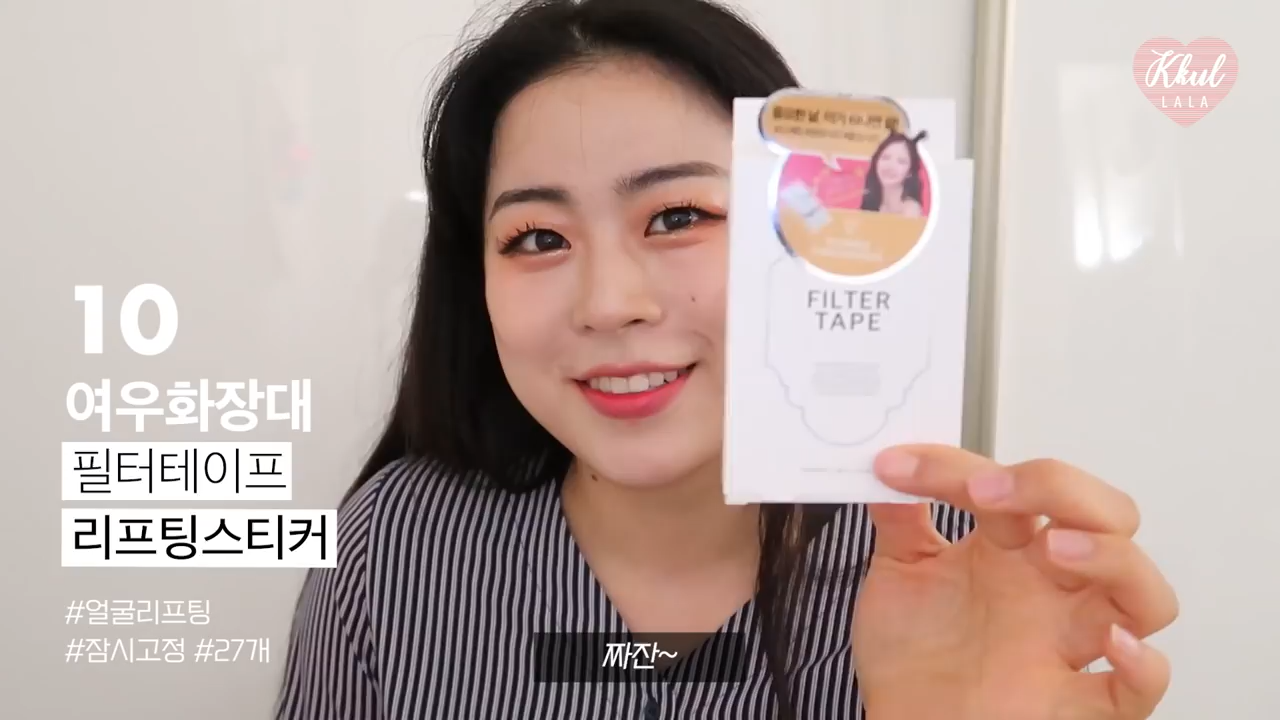 Kkul
LALA
FILTER
TAPE
10
여우화장대
필터테이프
리프팅스티커
#얼굴리프팅
#잠시고정 #27개
짜잔~